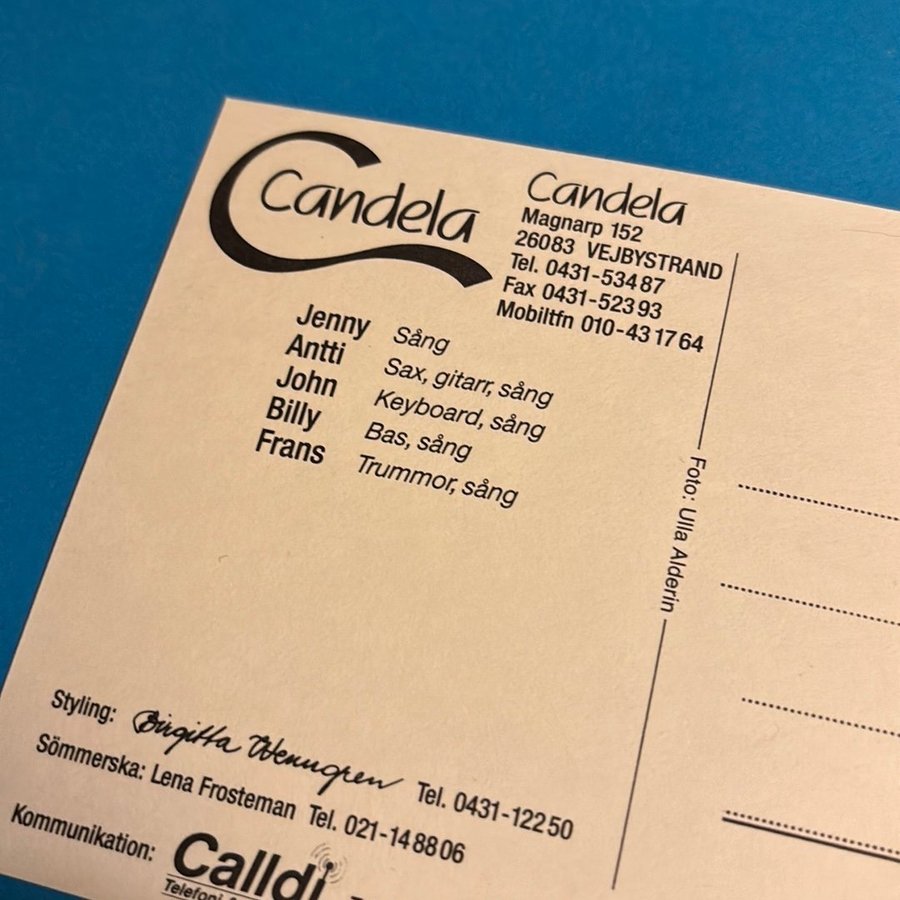 Candela
Candela
Magnarp 152
26083 VEJBYSTRAND
Tel. 0431-534 87
Fax 0431-523 93
Mobiltfn 010-43 17 64
Jenny Sång
Antti Sax, gitarr, sång
John Keyboard, sång
Billy Bas, sång
Frans Trummor, sång
Foto: Ulla Alderin
Styling: Birgitta Wenngren Tel. 0431-122 50
Sömmerska: Lena Frosteman Tel. 021-14 88 06
Kommunikation: Calldi
Telefoni